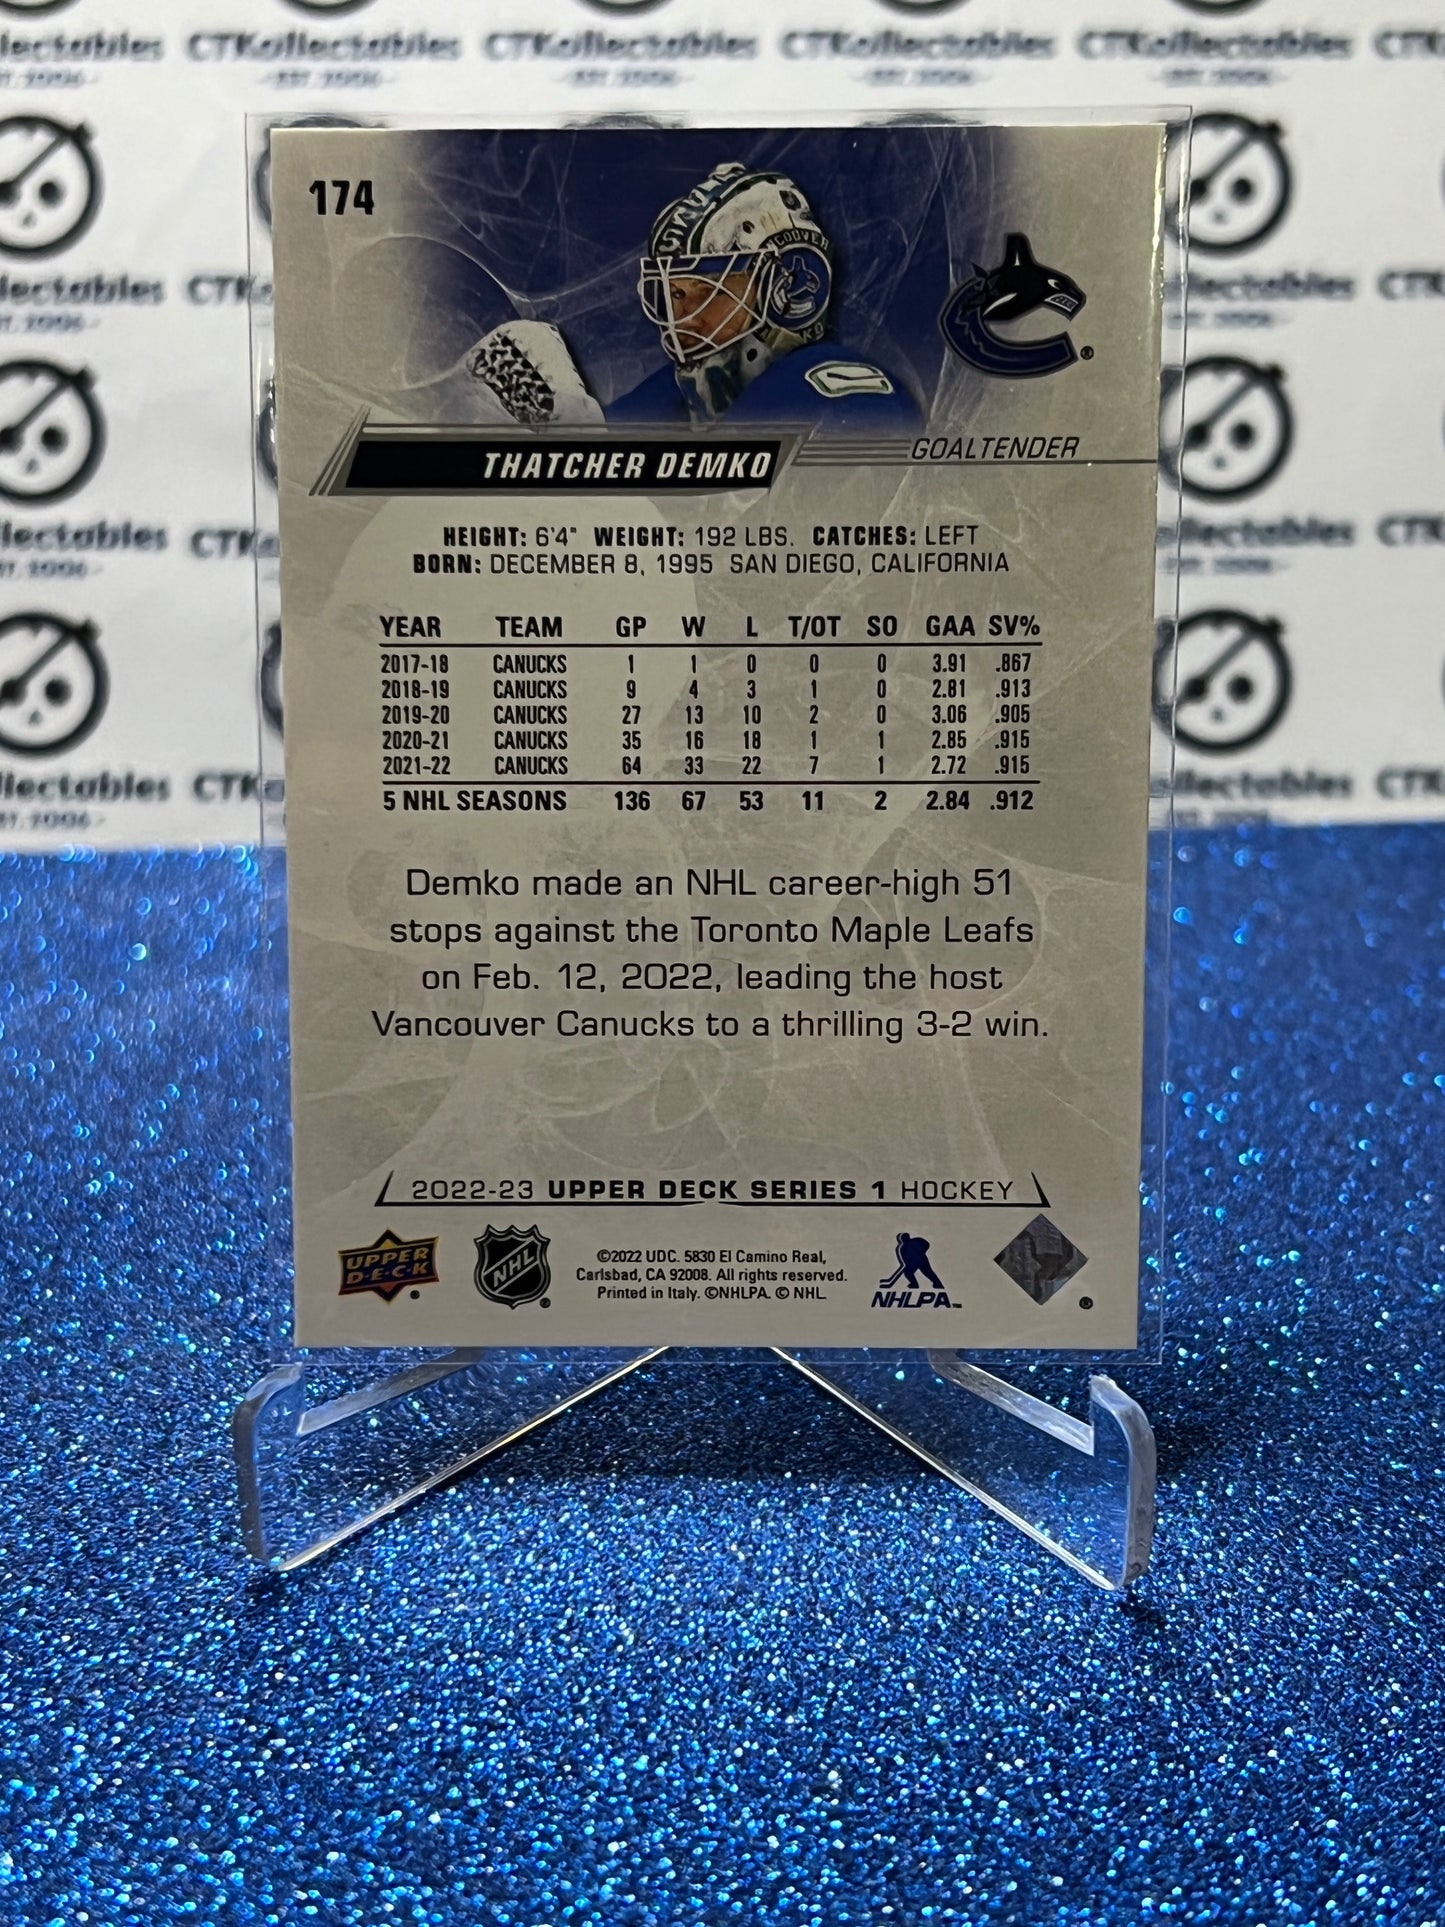 CTKollectables CTKollectables CTKollectables CTKollectables
174
THATCHER DEMKO
GOALTENDER
HEIGHT: 6'4" WEIGHT: 192 LBS. CATCHES: LEFT
BORN: DECEMBER 8, 1995 SAN DIEGO, CALIFORNIA
YEAR TEAM GP W L T/OT SO GAA SV%
2017-18 CANUCKS 1 1 0 0 0 3.91 .867
2018-19 CANUCKS 9 4 3 1 0 2.81 .913
2019-20 CANUCKS 27 13 10 2 0 3.06 .905
2020-21 CANUCKS 35 16 18 1 1 2.85 .915
2021-22 CANUCKS 64 33 22 7 1 2.72 .915
5 NHL SEASONS 136 67 53 11 2 2.84 .912
Demko made an NHL career-high 51
stops against the Toronto Maple Leafs
on Feb. 12, 2022, leading the host
Vancouver Canucks to a thrilling 3-2 win.
2022-23 UPPER DECK SERIES 1 HOCKEY
UPPER
D·E·C·K
NHL
©2022 UDC. 5830 El Camino Real,
Carlsbad, CA 92008. All rights reserved.
Printed in Italy. ©NHLPA. © NHL.
NHLPA™